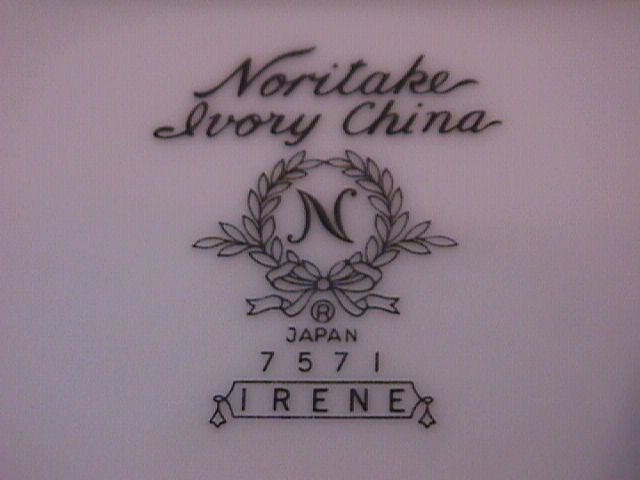 Noritake
Ivory China
N
®
JAPAN
7571
IRENE